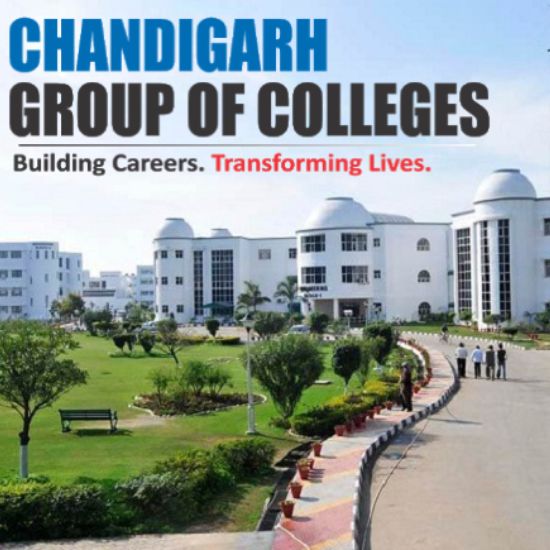 CHANDIGARH
GROUP OF COLLEGES
Building Careers. Transforming Lives.